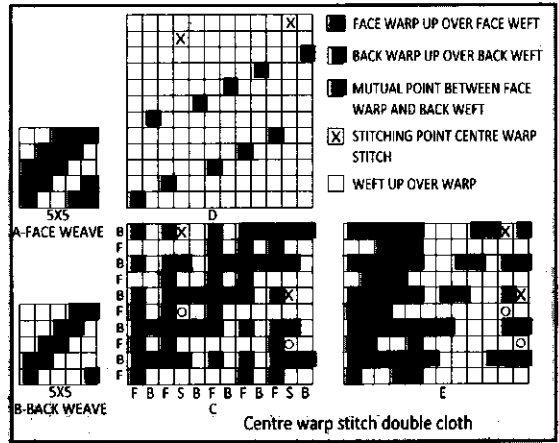 FACE WARP UP OVER FACE WEFT
BACK WARP UP OVER BACK WEFT
MUTUAL POINT BETWEEN FACE
WARP AND BACK WEFT
X STITCHING POINT CENTRE WARP
STITCH
WEFT UP OVER WARP
X
X
5X5
A-FACE WEAVE
D
B
F
B
F
B
F
B
F
B
F
X
X
O
O
X
X
O
O
5X5
B-BACK WEAVE
F B F S B F B F B F S B
C
E
Centre warp stitch double cloth